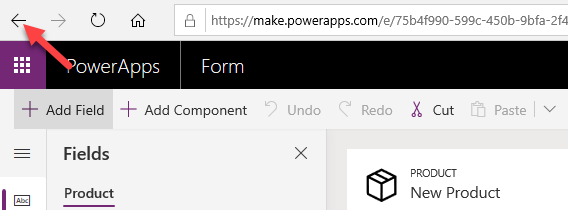 https://make.powerapps.com/e/75b4f990-599c-450b-9bfa-2f4
PowerApps Form
Add Field Add Component Undo Redo Cut Paste
Fields
Product
Abc
PRODUCT
New Product